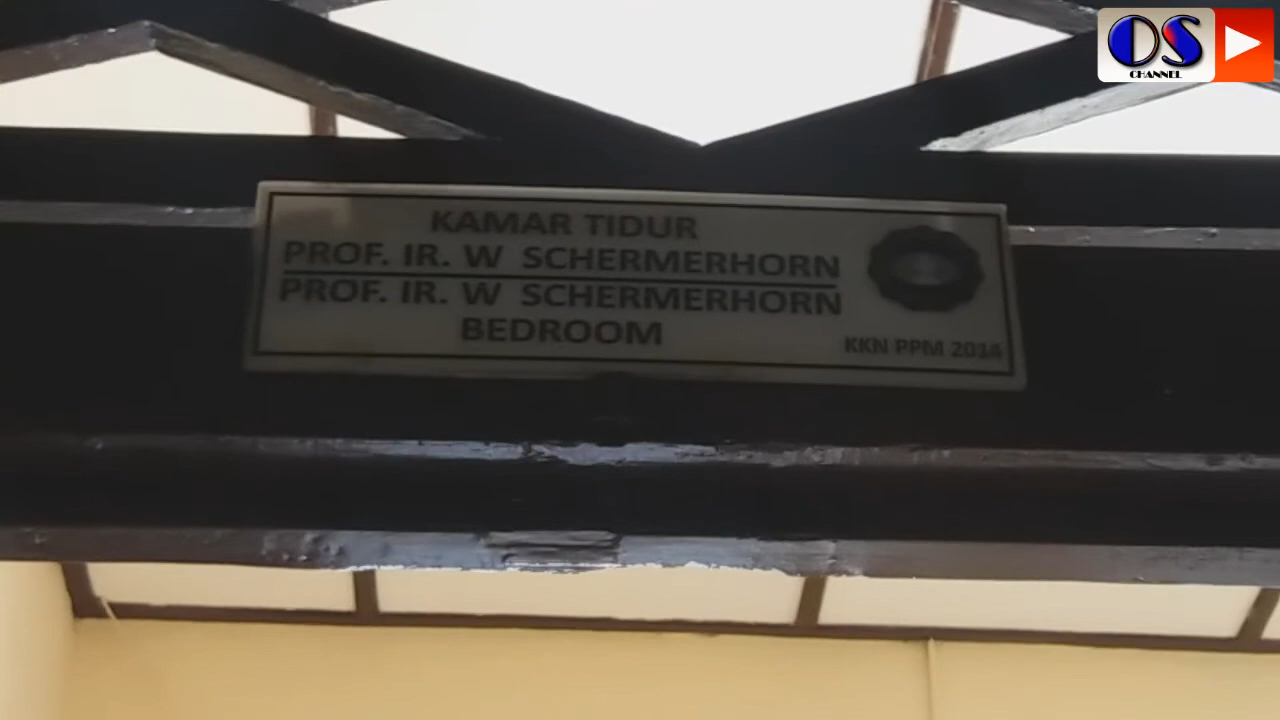 OS
CHANNEL
KAMAR TIDUR
PROF. IR. W SCHERMERHORN
PROF. IR. W SCHERMERHORN
BEDROOM
KKN PPM 2014